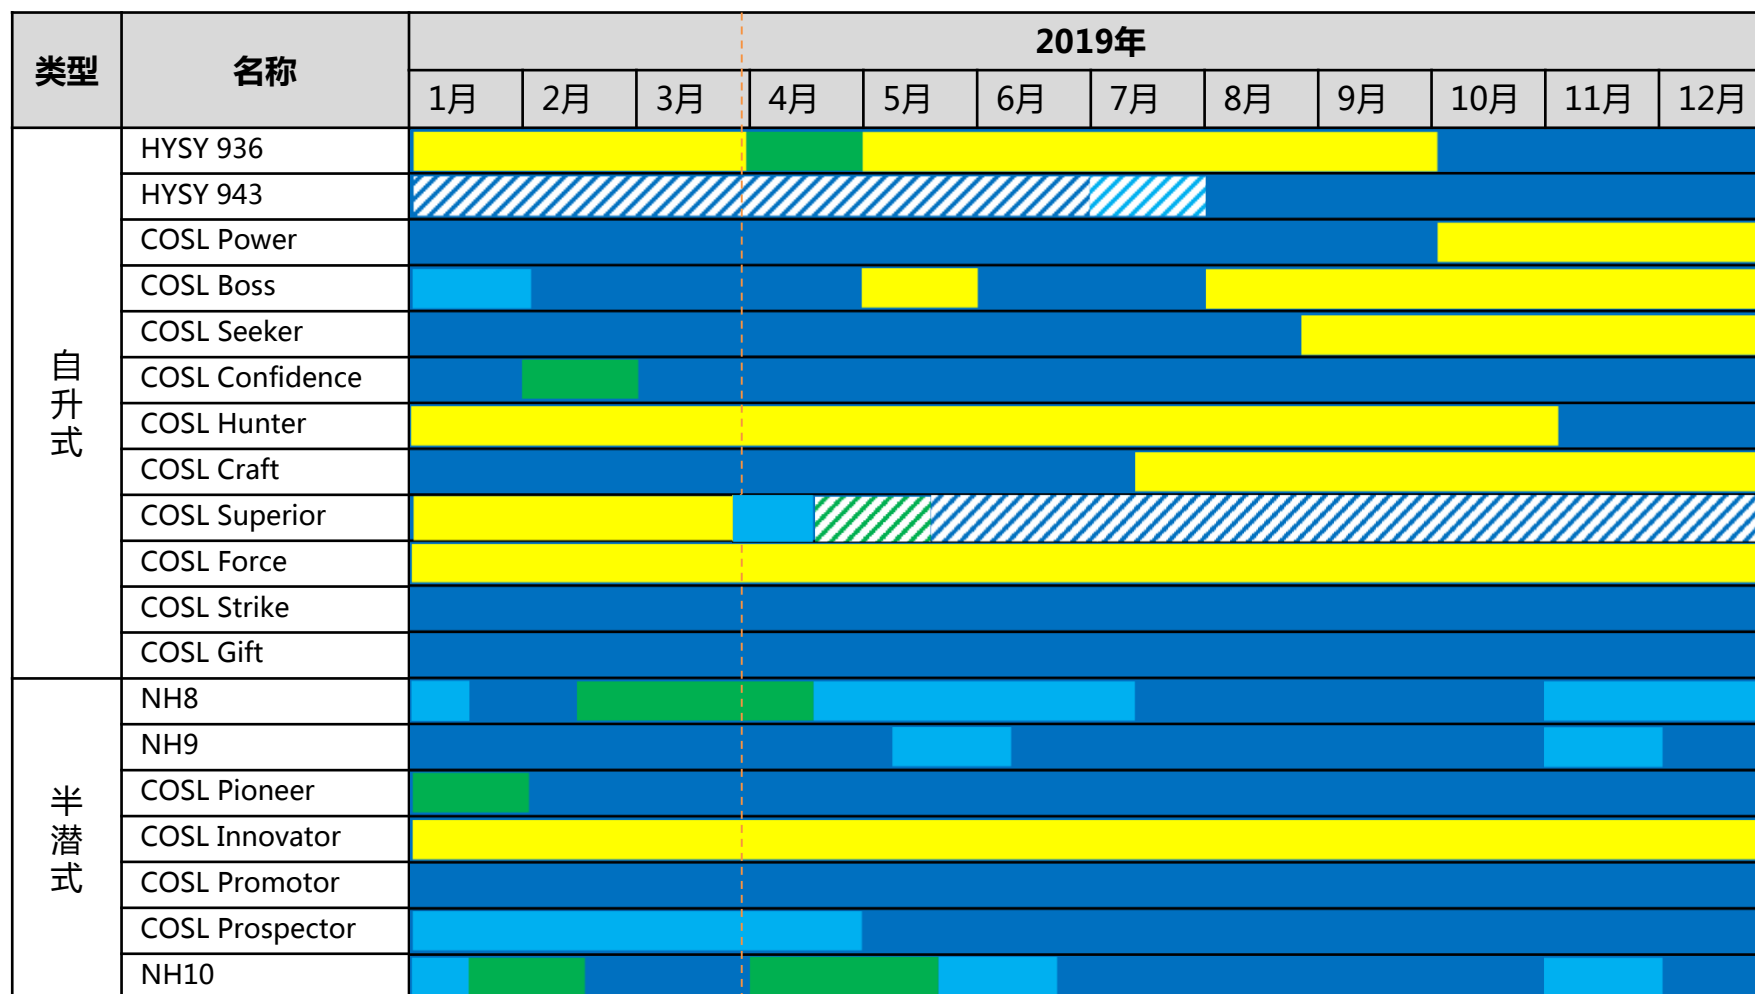 类型
名称
2019年
1月
2月
3月
4月
5月
6月
7月
8月
9月
10月
11月
12月
自升式
HYSY 936
HYSY 943
COSL Power
COSL Boss
COSL Seeker
COSL Confidence
COSL Hunter
COSL Craft
COSL Superior
COSL Force
COSL Strike
COSL Gift
半潜式
NH8
NH9
COSL Pioneer
COSL Innovator
COSL Promotor
COSL Prospector
NH10